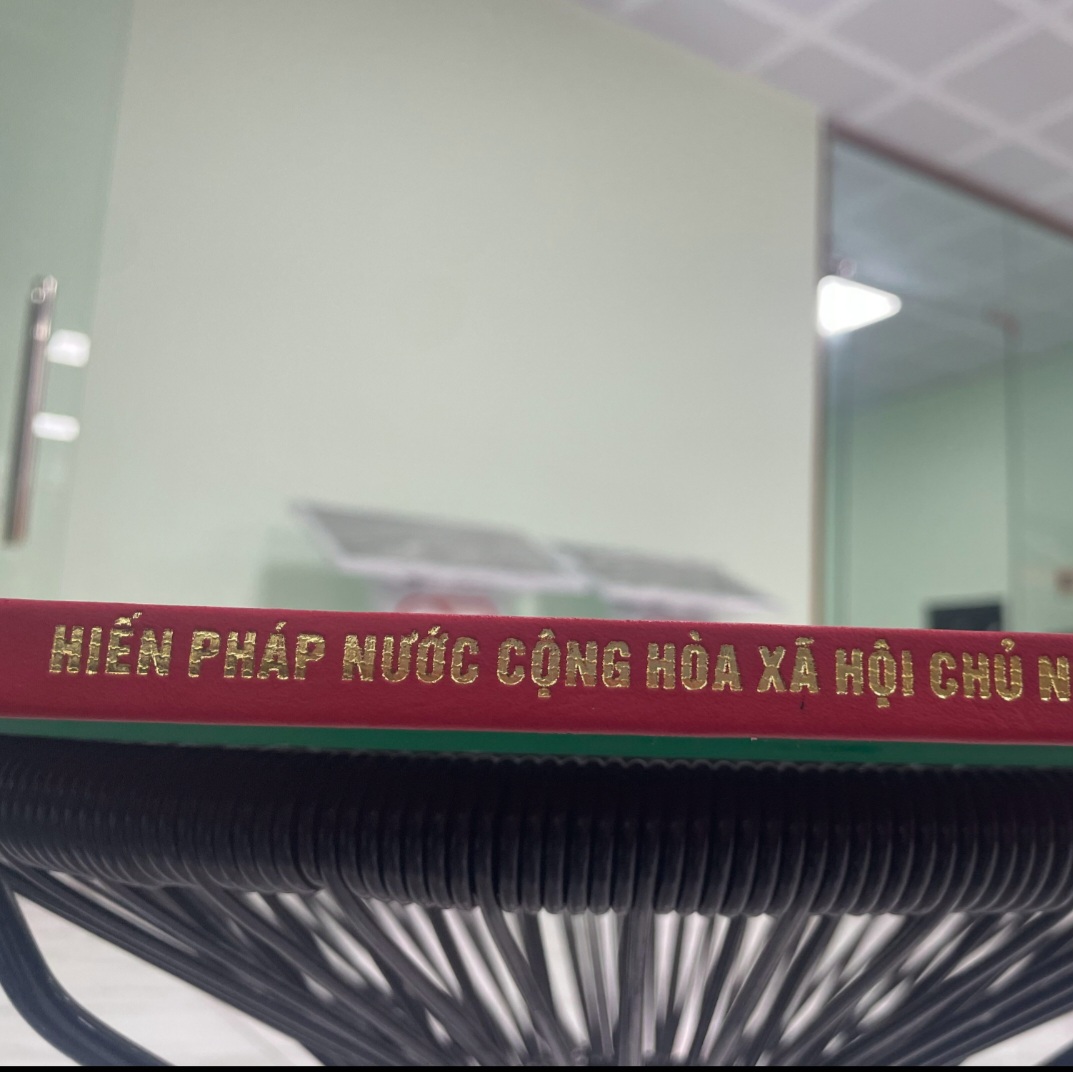 HIẾN PHÁP NƯỚC CỘNG HÒA XÃ HỘI CHỦ N